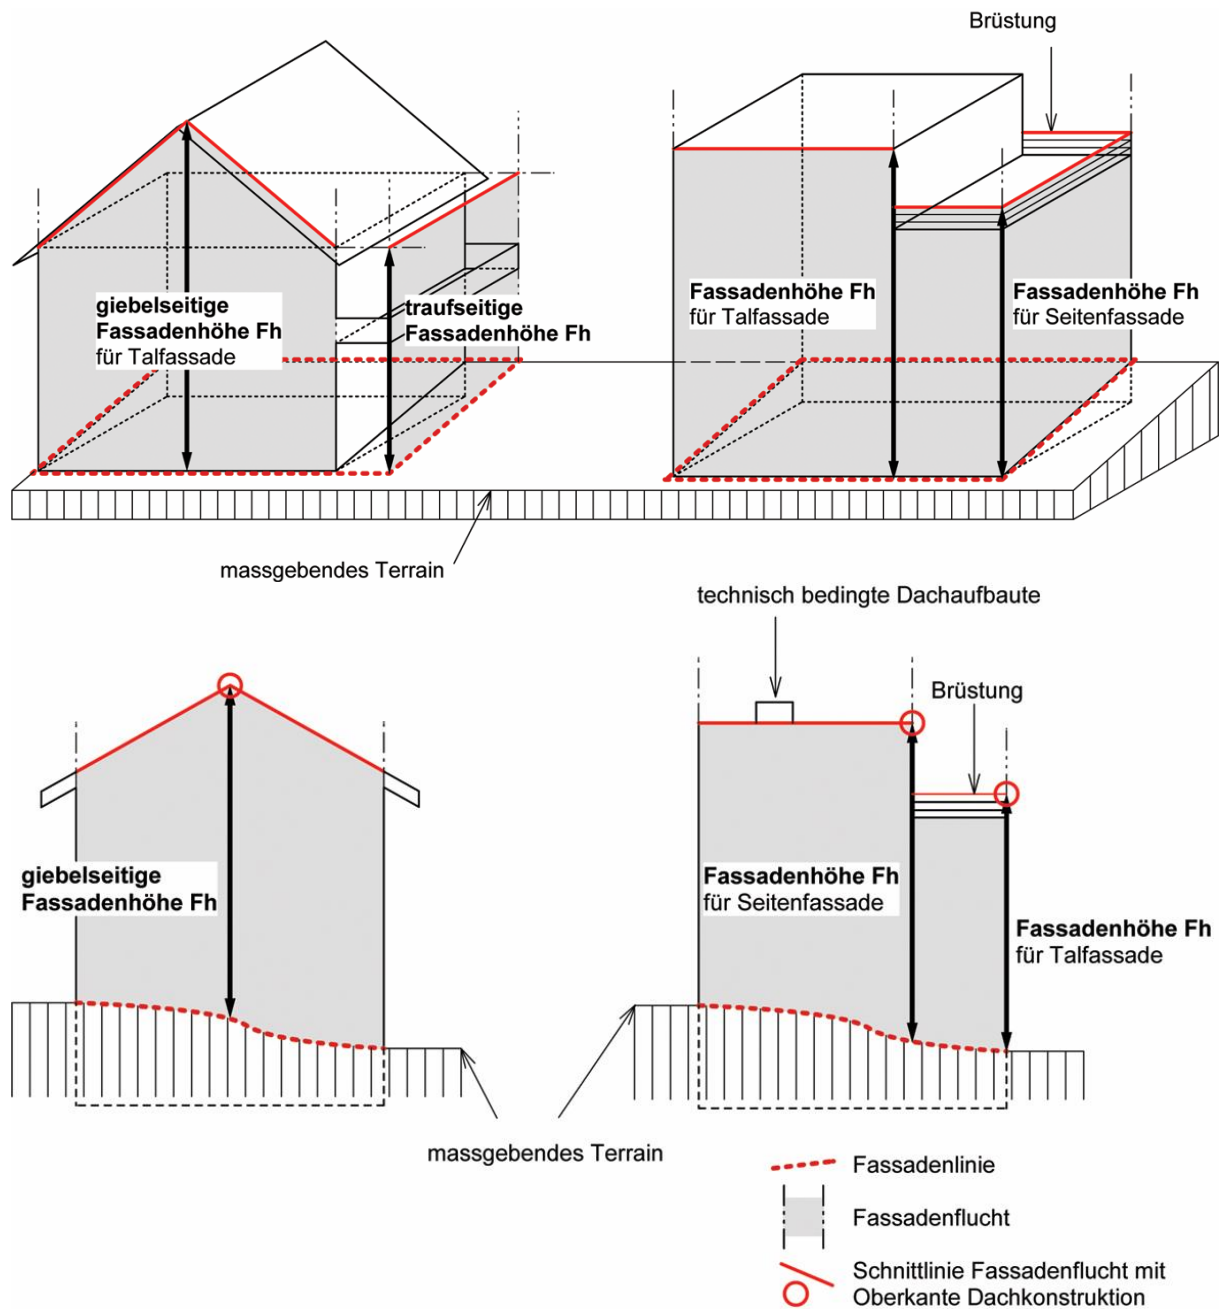 Brüstung
giebelseitige
Fassadenhöhe Fh
für Talfassade
traufseitige
Fassadenhöhe Fh
Fassadenhöhe Fh
für Talfassade
Fassadenhöhe Fh
für Seitenfassade
massgebendes Terrain
technisch bedingte Dachaufbaute
Brüstung
giebelseitige
Fassadenhöhe Fh
Fassadenhöhe Fh
für Seitenfassade
Fassadenhöhe Fh
für Talfassade
massgebendes Terrain
Fassadenlinie
Fassadenflucht
Schnittlinie Fassadenflucht mit
Oberkante Dachkonstruktion